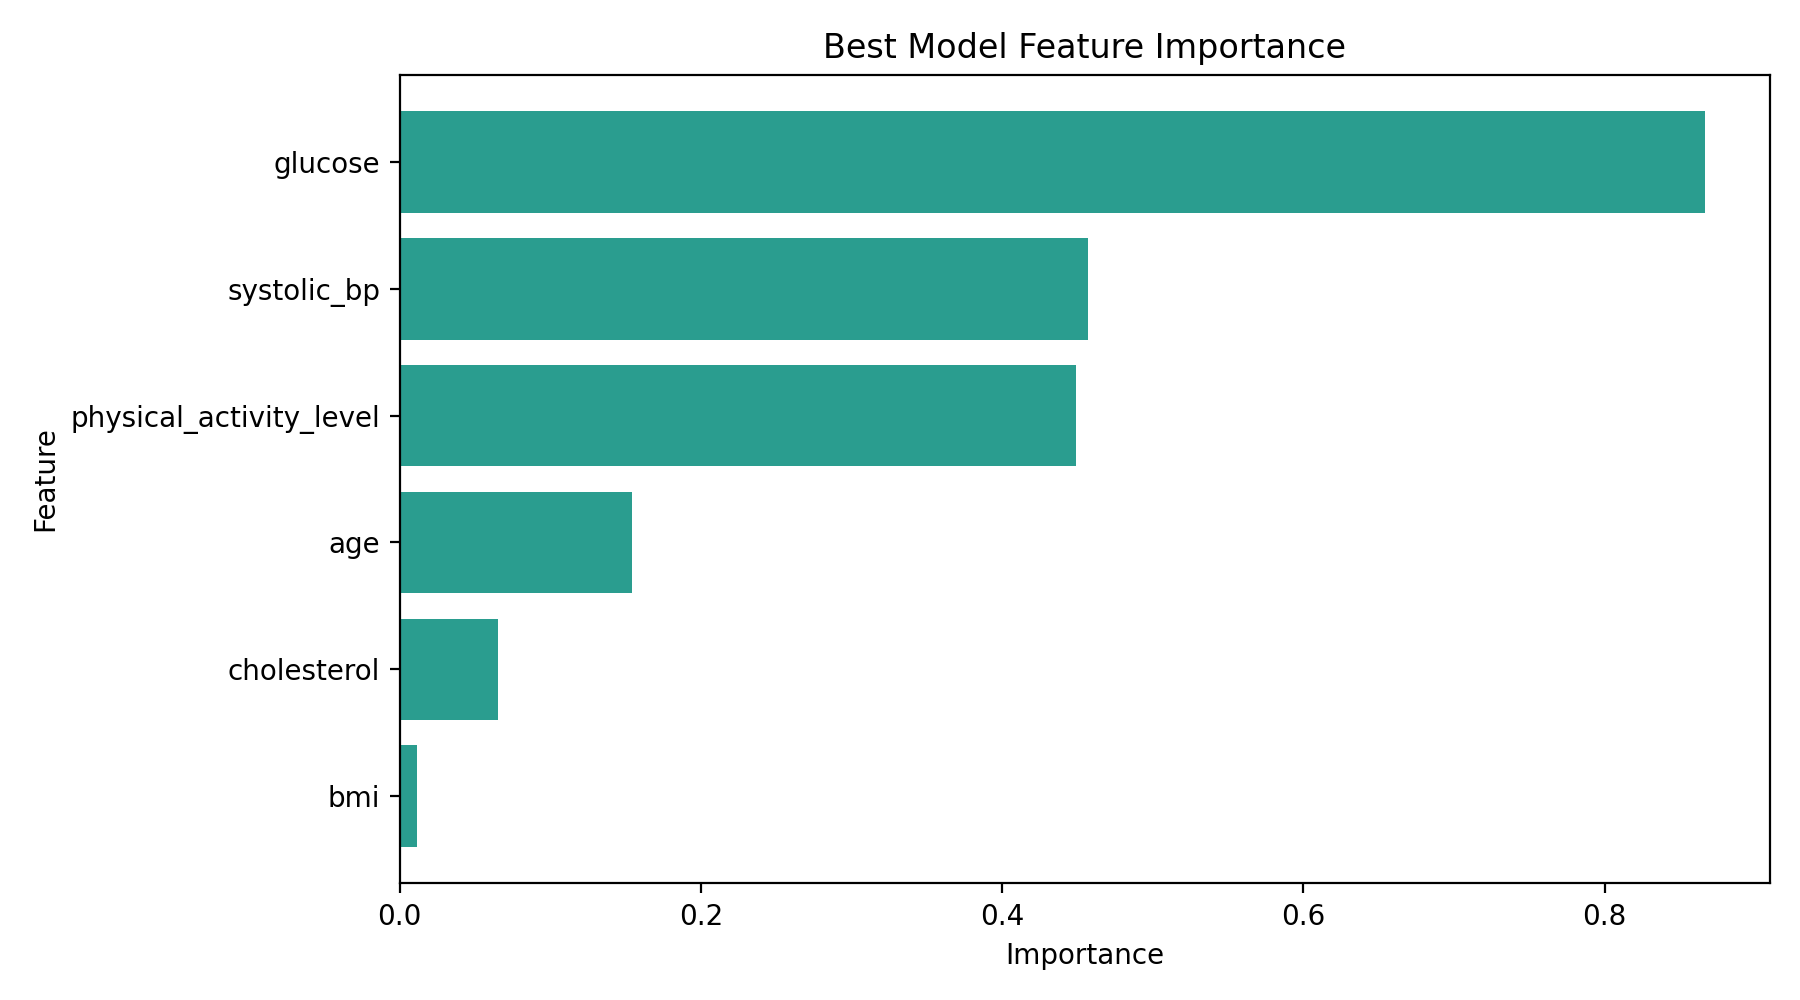 Best Model Feature Importance
glucose
systolic_bp
physical_activity_level
age
cholesterol
bmi
Feature
0.0 0.2 0.4 0.6 0.8
Importance